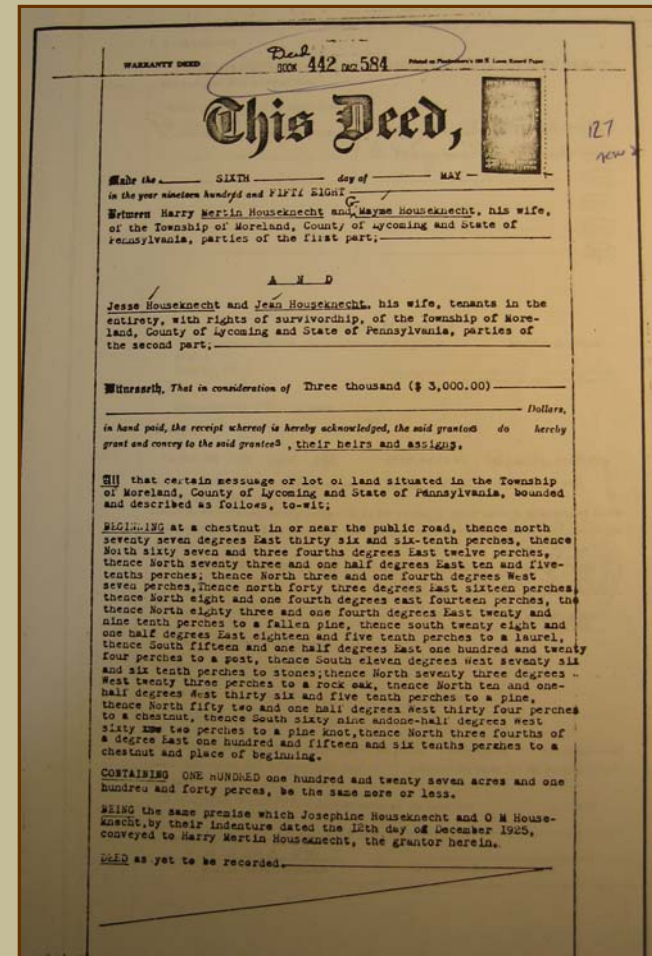 Deed
WARRANTY DEED BOOK 442 PAGE 584
This Deed,
127
Made the SIXTH day of MAY
in the year nineteen hundred and FIFTY EIGHT
Between Harry Mertin Houseknecht and G. Mayme Houseknecht, his wife,
of the Township of Moreland, County of Lycoming and State of
Pennsylvania, parties of the first part;
A N D
Jesse Houseknecht and Jean Houseknecht, his wife, tenants in the
entirety, with rights of survivordhip, of the Township of More-
land, County of Lycoming and State of Pennsylvania, parties of
the second part;
Witnesseth, That in consideration of Three thousand ($ 3,000.00)
Dollars,
in hand paid, the receipt whereof is hereby acknowledged, the said grantors do hereby
grant and convey to the said grantees , their heirs and assigns.
All that certain messuage or lot of land situated in the Township
of Moreland, County of Lycoming and State of Pennsylvania, bounded
and described as follows, to-wit;
BEGINNING at a chestnut in or near the public road, thence north
seventy seven degrees East thirty six and six-tenth perches, thence
North sixty seven and three fourths degrees East twelve perches,
thence North seventy three and one half degrees East ten and five-
tenths perches; thence North three and one fourth degrees West
seven perches,Thence north forty three degrees East sixteen perches,
thence North eight and one fourth degrees east fourteen perches, the
thence North eighty three and one fourth degrees East twenty and
nine tenth perches to a fallen pine, thence south twenty eight and
one half degrees East eighteen and five tenth perches to a laurel,
thence South fifteen and one half degrees East one hundred and twenty
four perches to a post, thence South eleven degrees West seventy six
and six tenth perches to stones;thence North seventy three degrees
West twenty three perches to a rock oak, thence North ten and one-
half degrees West thirty six and five tenth perches to a pine,
thence North fifty two and one half degrees West thirty four perches
to a chestnut, thence South sixty nine andone-half degrees West
sixty two perches to a pine knot,thence North three fourths of
a degree East one hundred and fifteen and six tenths perches to a
chestnut and place of beginning.
CONTAINING ONE HUNDRED one hundred and twenty seven acres and one
hundred and forty perces, be the same more or less.
BEING the same premise which Josephine Houseknecht and O M House-
knecht,by their indenture dated the 12th day of December 1925,
conveyed to Harry Mertin Houseknecht, the grantor herein.
DEED as yet to be recorded.